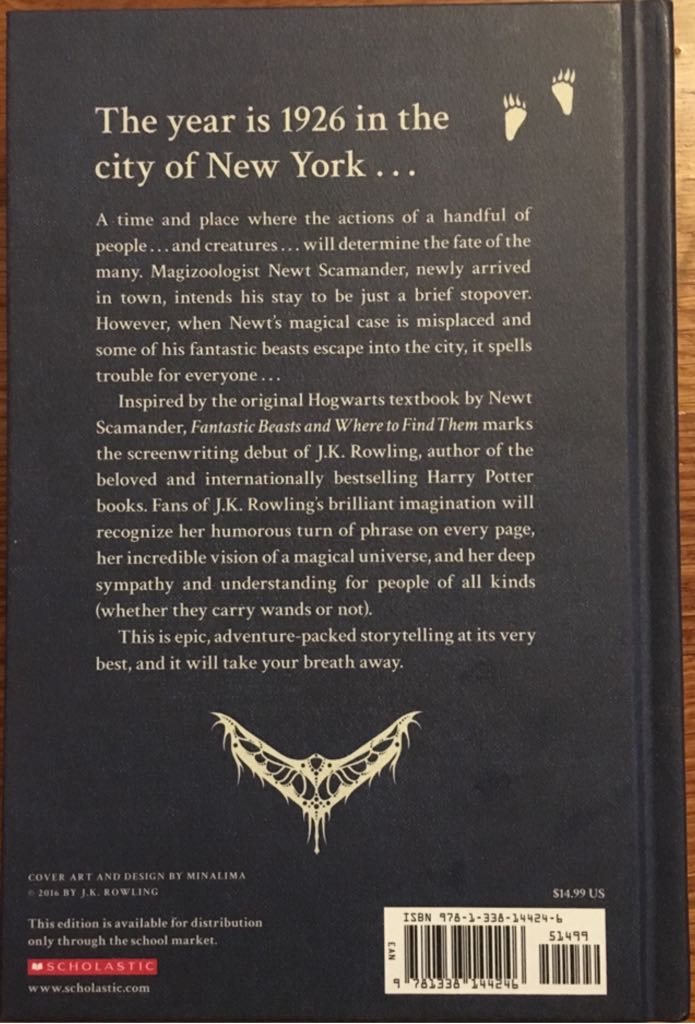 The year is 1926 in the
city of New York ...
A time and place where the actions of a handful of
people ... and creatures ... will determine the fate of the
many. Magizoologist Newt Scamander, newly arrived
in town, intends his stay to be just a brief stopover.
However, when Newt's magical case is misplaced and
some of his fantastic beasts escape into the city, it spells
trouble for everyone ...
Inspired by the original Hogwarts textbook by Newt
Scamander, Fantastic Beasts and Where to Find Them marks
the screenwriting debut of J.K. Rowling, author of the
beloved and internationally bestselling Harry Potter
books. Fans of J.K. Rowling's brilliant imagination will
recognize her humorous turn of phrase on every page,
her incredible vision of a magical universe, and her deep
sympathy and understanding for people of all kinds
(whether they carry wands or not).
This is epic, adventure-packed storytelling at its very
best, and it will take your breath away.
COVER ART AND DESIGN BY MINALIMA
© 2016 BY J.K. ROWLING
This edition is available for distribution
only through the school market.
SCHOLASTIC
www.scholastic.com
$14.99 US
ISBN 978-1-338-14424-6
51499
EAN
9 781338 144246